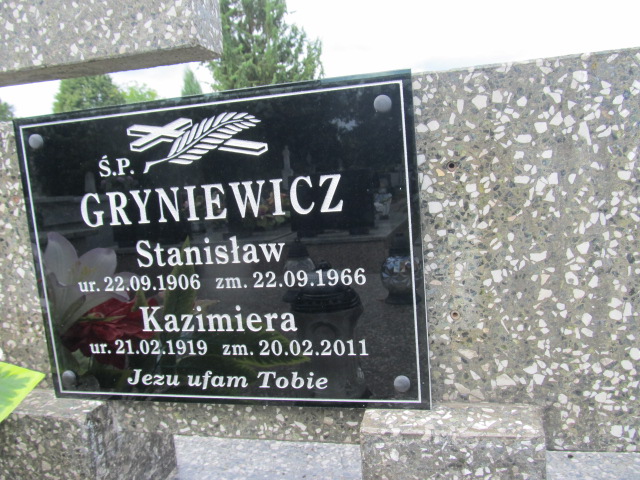 Ś.P.
GRYNIEWICZ
Stanisław
ur. 22.09.1906 zm. 22.09.1966
Kazimiera
ur. 21.02.1919 zm. 20.02.2011
Jezu ufam Tobie